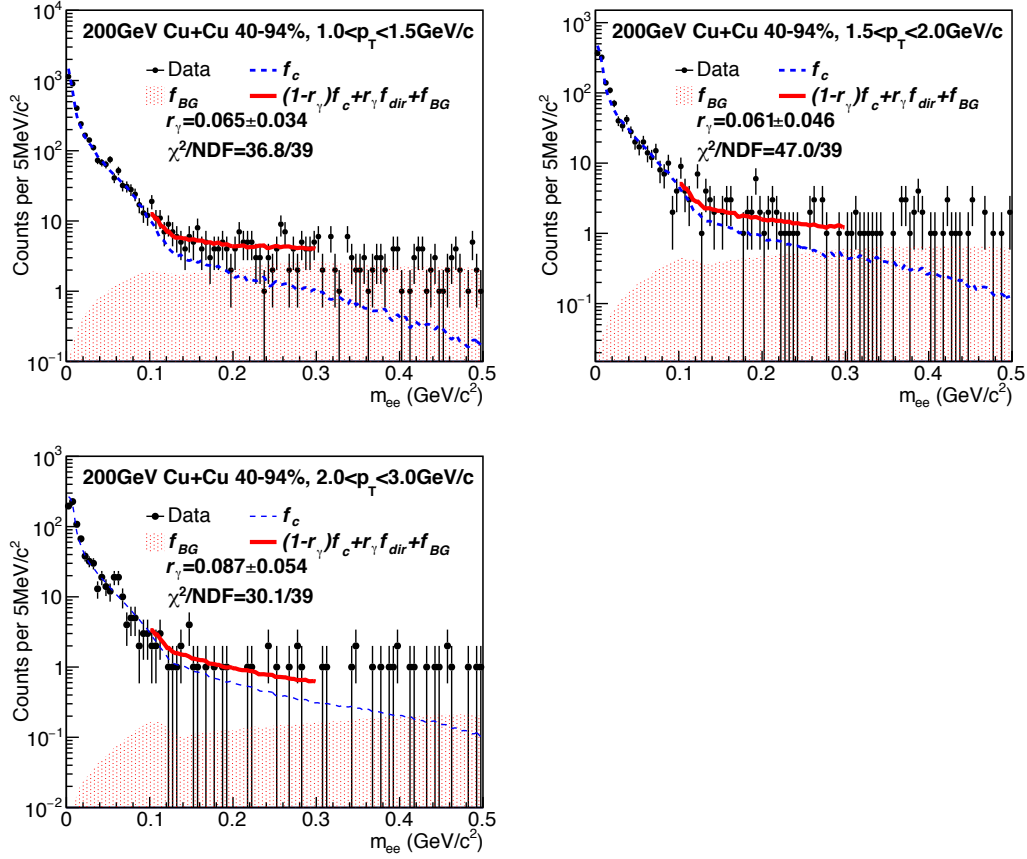 200GeV Cu+Cu 40-94%, 1.0<p_T<1.5GeV/c
Data
f_c
f_BG
(1-r_γ)f_c+r_γ f_dir+f_BG
r_γ=0.065±0.034
χ²/NDF=36.8/39
Counts per 5MeV/c²
10⁴
10³
10²
10
1
10⁻¹
0 0.1 0.2 0.3 0.4 0.5
m_ee (GeV/c²)
200GeV Cu+Cu 40-94%, 1.5<p_T<2.0GeV/c
Data
f_c
f_BG
(1-r_γ)f_c+r_γ f_dir+f_BG
r_γ=0.061±0.046
χ²/NDF=47.0/39
Counts per 5MeV/c²
10³
10²
10
1
10⁻¹
0 0.1 0.2 0.3 0.4 0.5
m_ee (GeV/c²)
200GeV Cu+Cu 40-94%, 2.0<p_T<3.0GeV/c
Data
f_c
f_BG
(1-r_γ)f_c+r_γ f_dir+f_BG
r_γ=0.087±0.054
χ²/NDF=30.1/39
Counts per 5MeV/c²
10³
10²
10
1
10⁻¹
10⁻²
0 0.1 0.2 0.3 0.4 0.5
m_ee (GeV/c²)